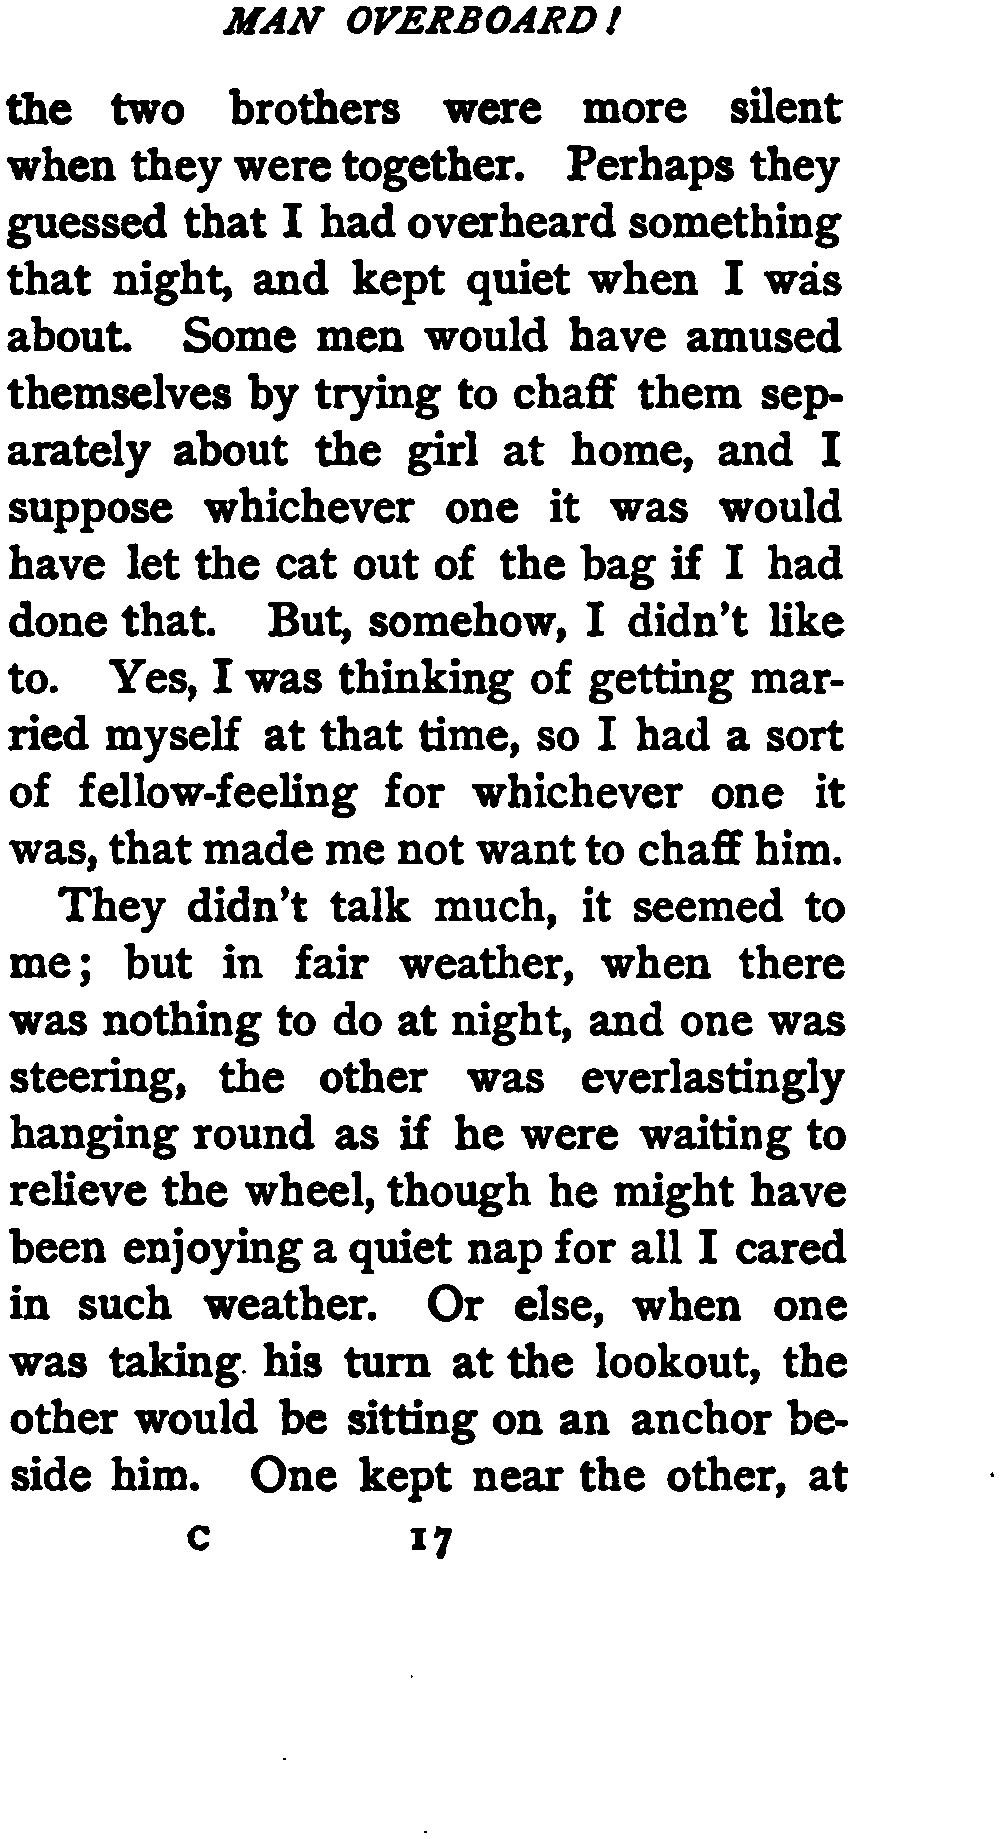 MAN OVERBOARD!
the two brothers were more silent
when they were together. Perhaps they
guessed that I had overheard something
that night, and kept quiet when I was
about. Some men would have amused
themselves by trying to chaff them sep-
arately about the girl at home, and I
suppose whichever one it was would
have let the cat out of the bag if I had
done that. But, somehow, I didn't like
to. Yes, I was thinking of getting mar-
ried myself at that time, so I had a sort
of fellow-feeling for whichever one it
was, that made me not want to chaff him.
They didn't talk much, it seemed to
me; but in fair weather, when there
was nothing to do at night, and one was
steering, the other was everlastingly
hanging round as if he were waiting to
relieve the wheel, though he might have
been enjoying a quiet nap for all I cared
in such weather. Or else, when one
was taking his turn at the lookout, the
other would be sitting on an anchor be-
side him. One kept near the other, at
C 17